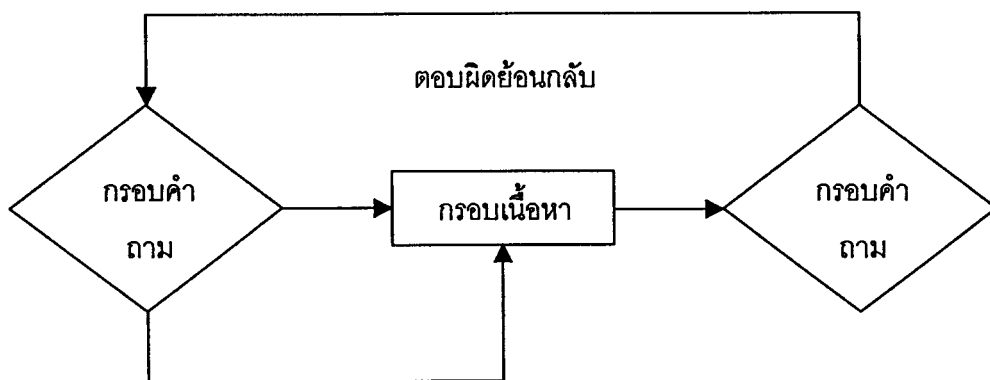 ตอบผิดย้อนกลับ
กรอบคำ
ถาม
กรอบเนื้อหา
กรอบคำ
ถาม